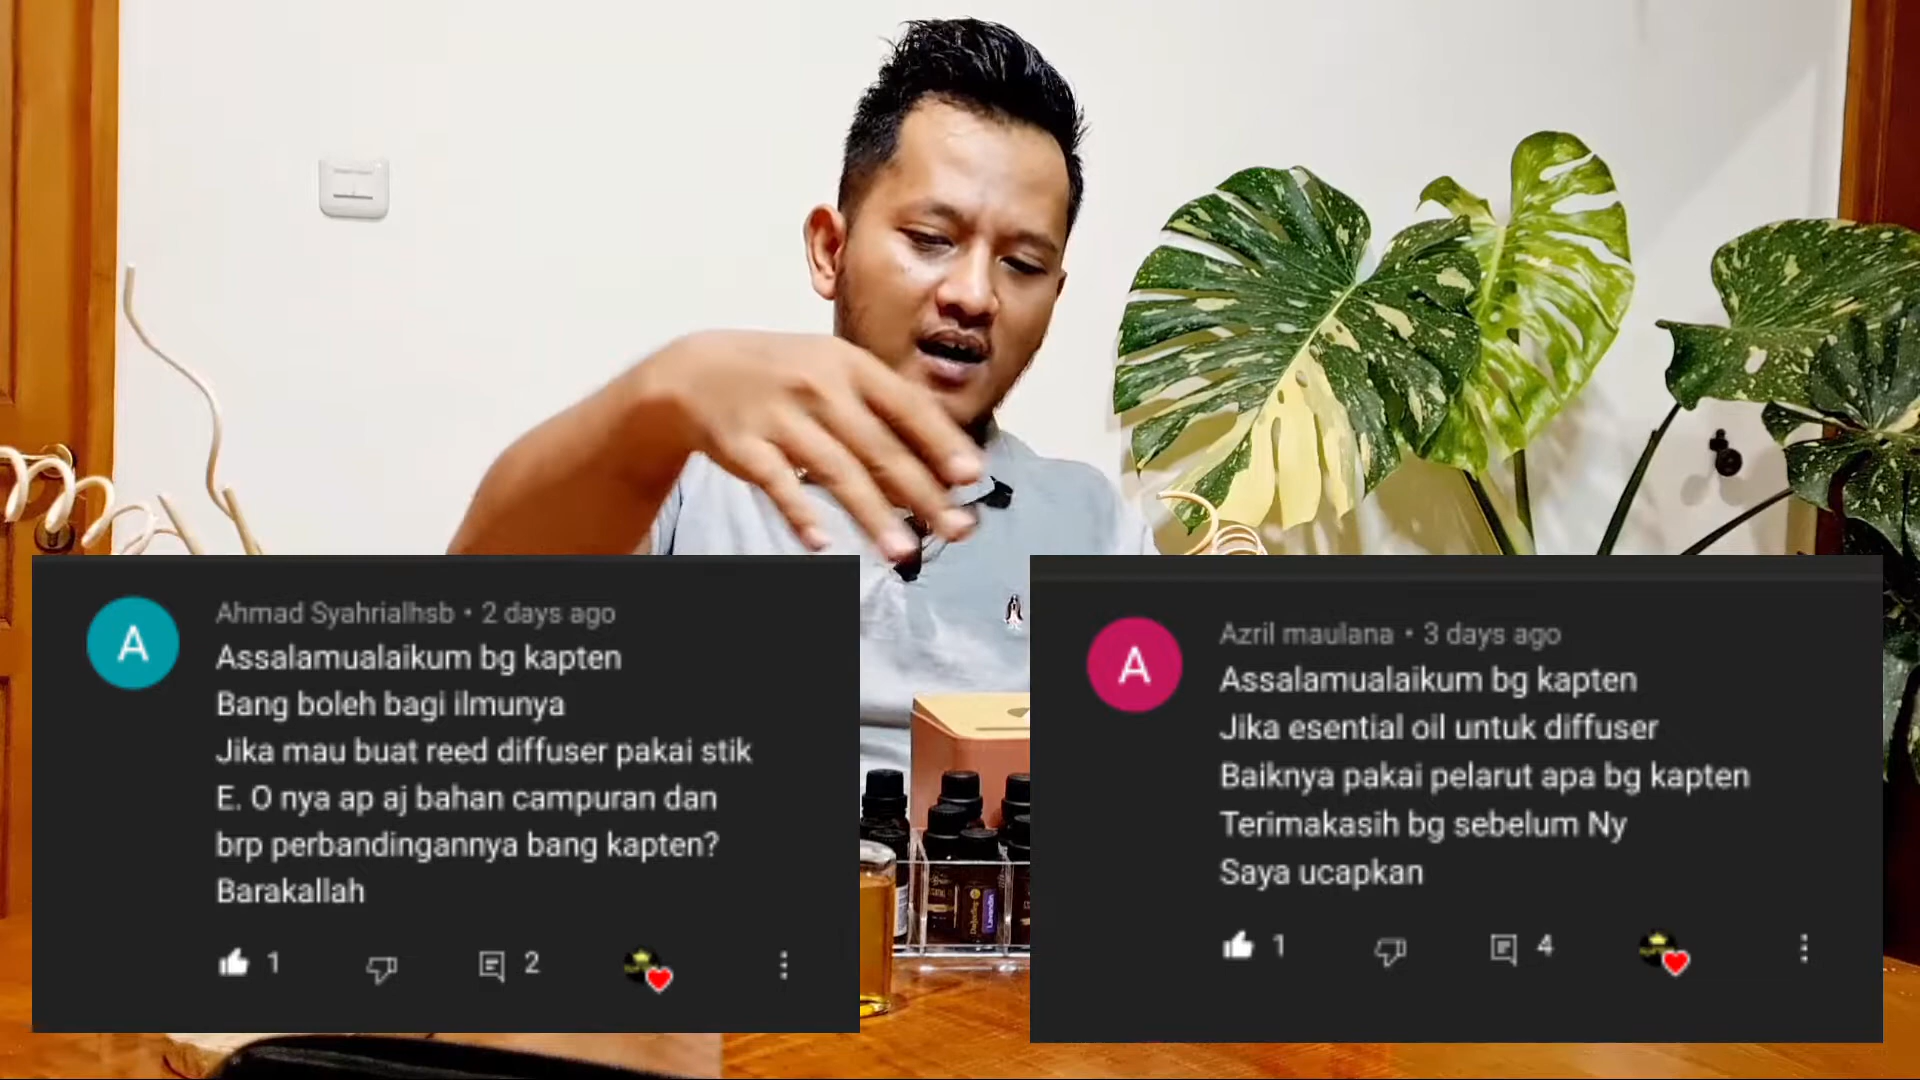 Ahmad Syahrialhsb • 2 days ago
A
Assalamualaikum bg kapten
Bang boleh bagi ilmunya
Jika mau buat reed diffuser pakai stik
E. O nya ap aj bahan campuran dan
brp perbandingannya bang kapten?
Barakallah
1
2
Azril maulana • 3 days ago
A
Assalamualaikum bg kapten
Jika esential oil untuk diffuser
Baiknya pakai pelarut apa bg kapten
Terimakasih bg sebelum Ny
Saya ucapkan
1
4
Lavandin